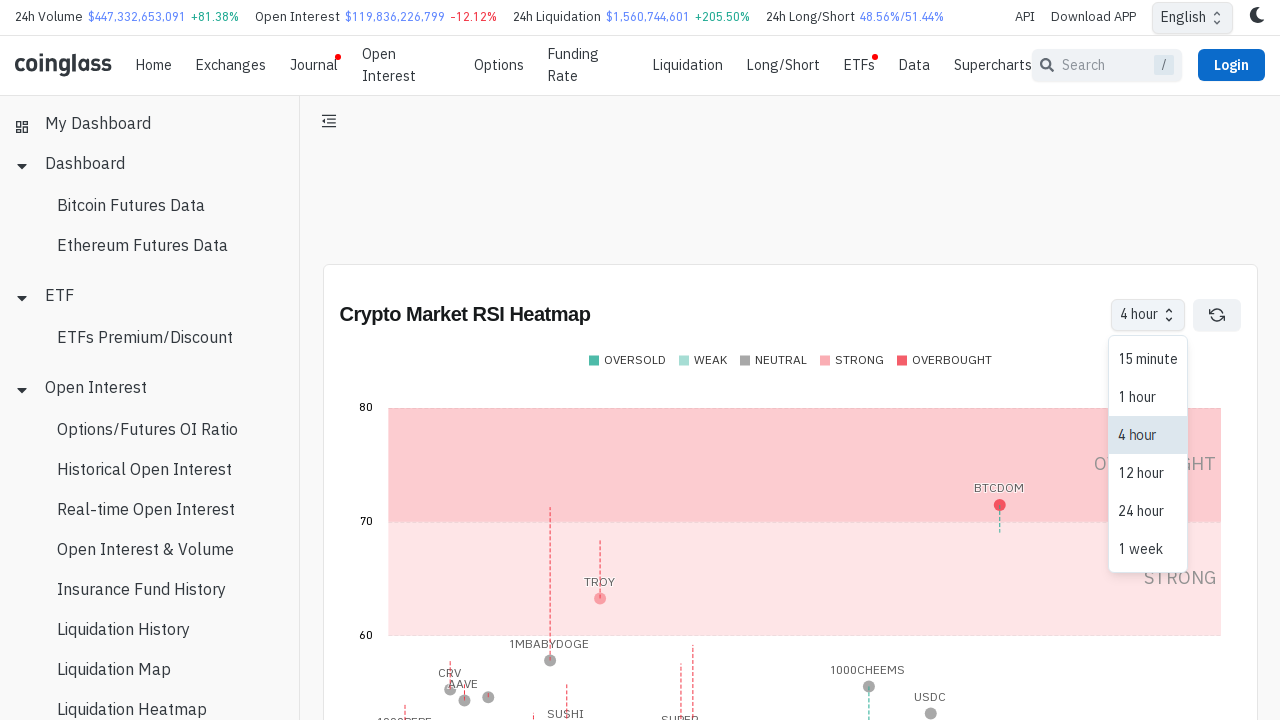 24h Volume $447,332,653,091 +81.38% Open Interest $119,836,226,799 -12.12% 24h Liquidation $1,560,744,601 +205.50% 24h Long/Short 48.56%/51.44% API Download APP English
coinglass Home Exchanges Journal Open Interest Options Funding Rate Liquidation Long/Short ETFs Data Supercharts Search / Login
My Dashboard
Dashboard
Bitcoin Futures Data
Ethereum Futures Data
ETF
ETFs Premium/Discount
Open Interest
Options/Futures OI Ratio
Historical Open Interest
Real-time Open Interest
Open Interest & Volume
Insurance Fund History
Liquidation History
Liquidation Map
Liquidation Heatmap
Crypto Market RSI Heatmap
4 hour
15 minute
1 hour
4 hour
12 hour
24 hour
1 week
OVERSOLD WEAK NEUTRAL STRONG OVERBOUGHT
80
BTCDOM
70
TROY
STRONG
60
1MBABYDOGE
1000CHEEMS
CRV
AAVE
USDC
SUSHI